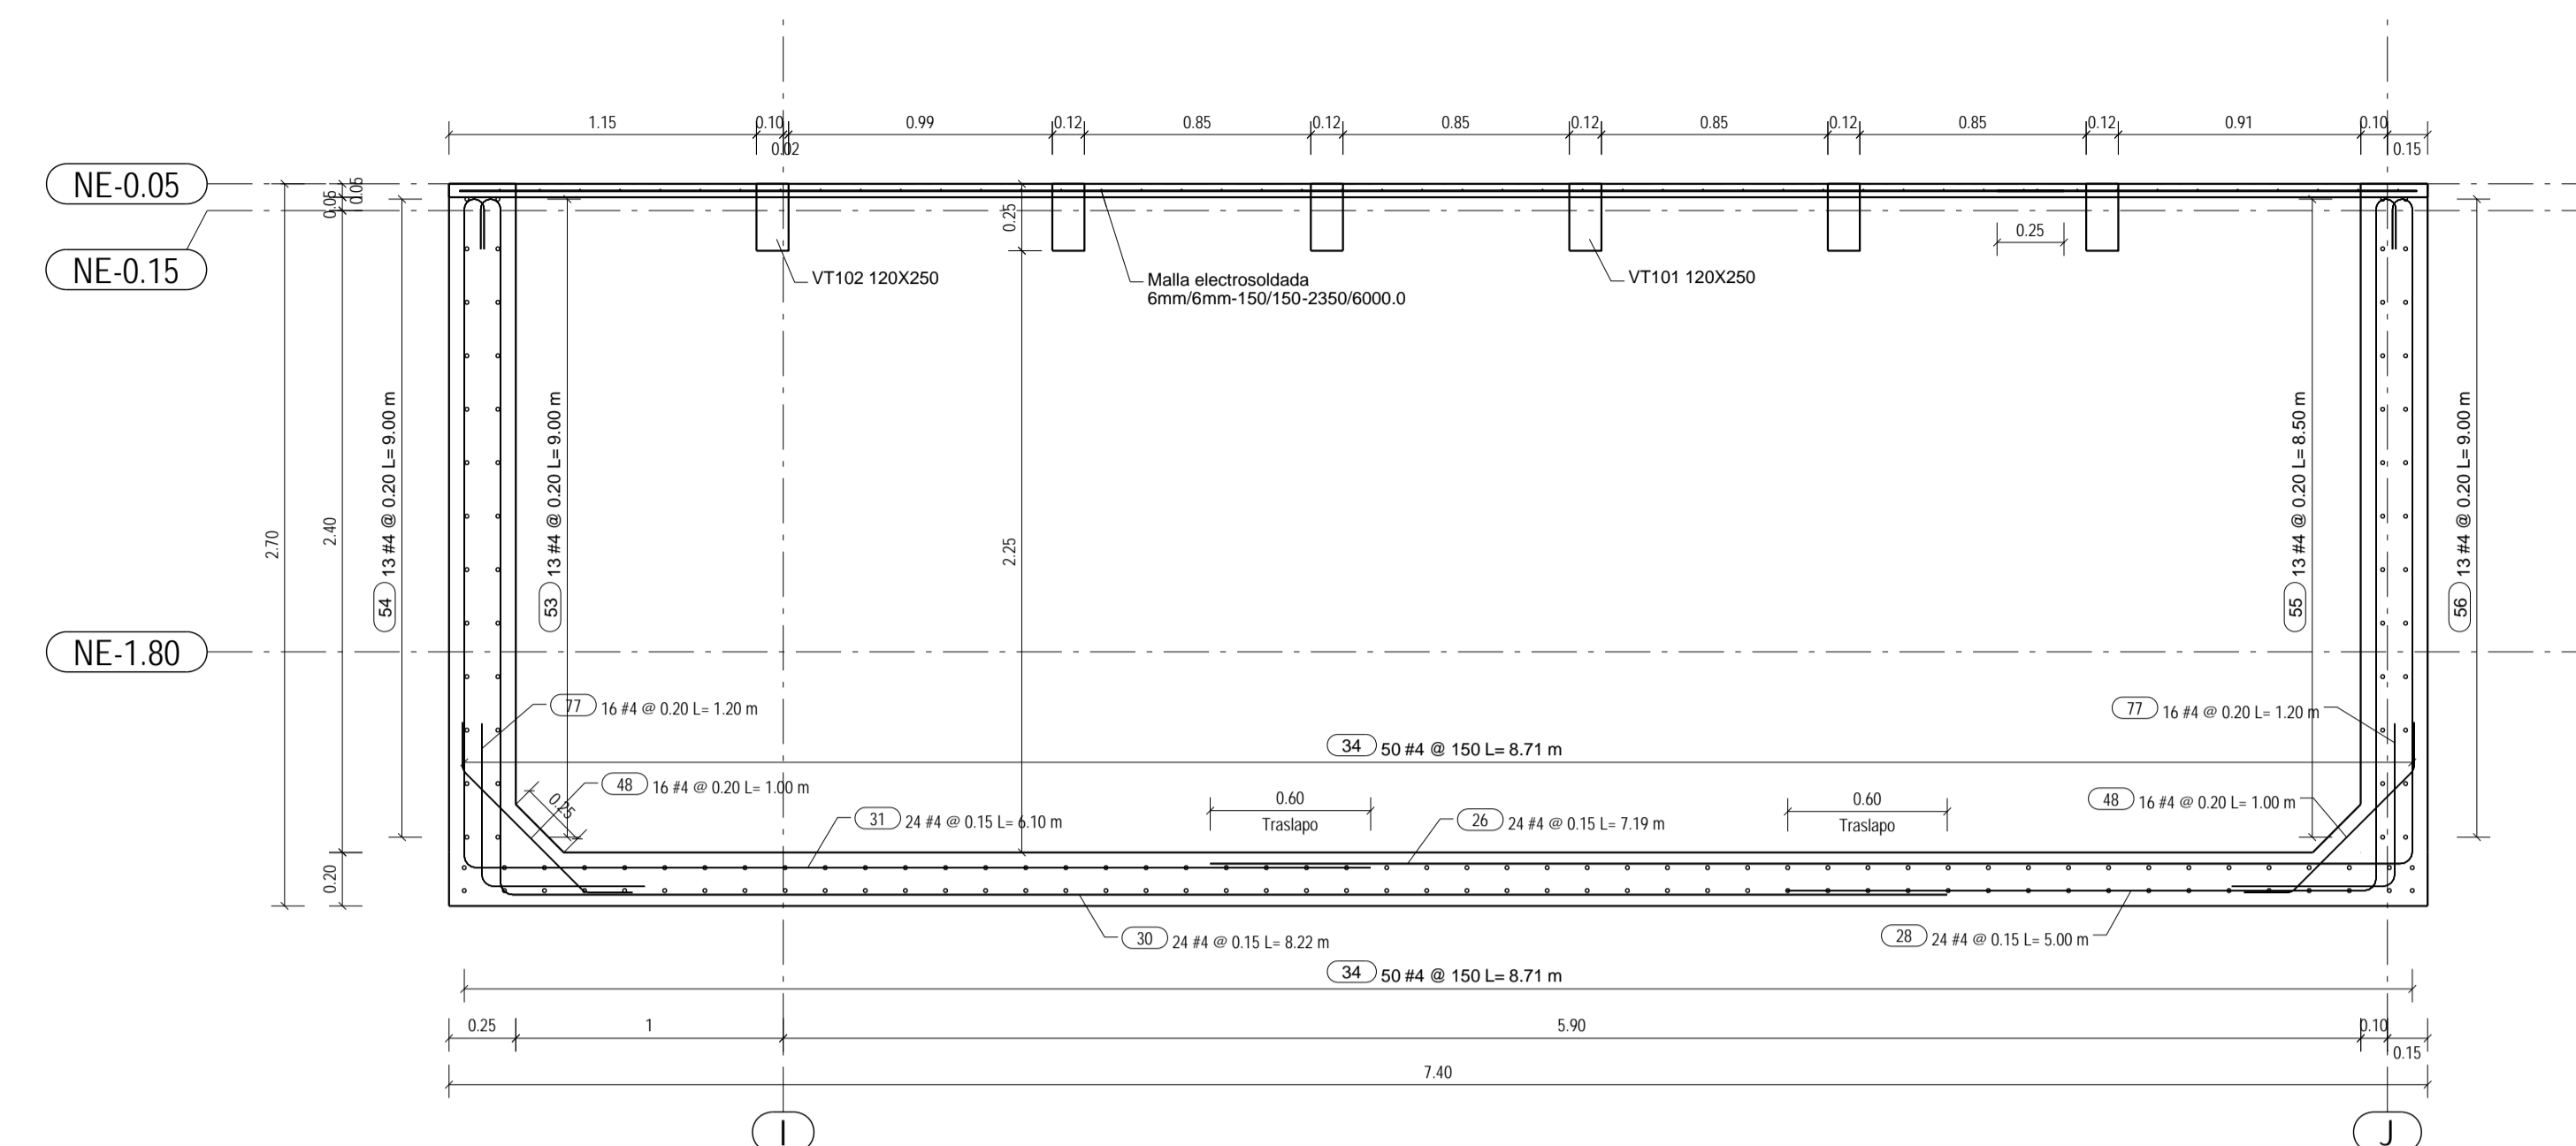 1.15
0.10
0.02
0.99
0.12
0.85
0.12
0.85
0.12
0.85
0.12
0.85
0.12
0.91
0.10
0.15
NE-0.05
0.05
0.05
NE-0.15
0.25
0.25
VT102 120X250
Malla electrosoldada
6mm/6mm-150/150-2350/6000.0
VT101 120X250
2.70
2.40
54 13 #4 @ 0.20 L= 9.00 m
53 13 #4 @ 0.20 L= 9.00 m
2.25
55 13 #4 @ 0.20 L= 8.50 m
56 13 #4 @ 0.20 L= 9.00 m
NE-1.80
77 16 #4 @ 0.20 L= 1.20 m
77 16 #4 @ 0.20 L= 1.20 m
34 50 #4 @ 150 L= 8.71 m
0.25
48 16 #4 @ 0.20 L= 1.00 m
48 16 #4 @ 0.20 L= 1.00 m
31 24 #4 @ 0.15 L= 6.10 m
0.60
Traslapo
26 24 #4 @ 0.15 L= 7.19 m
0.60
Traslapo
0.20
30 24 #4 @ 0.15 L= 8.22 m
28 24 #4 @ 0.15 L= 5.00 m
34 50 #4 @ 150 L= 8.71 m
0.25
1
5.90
0.10
0.15
7.40
I
J